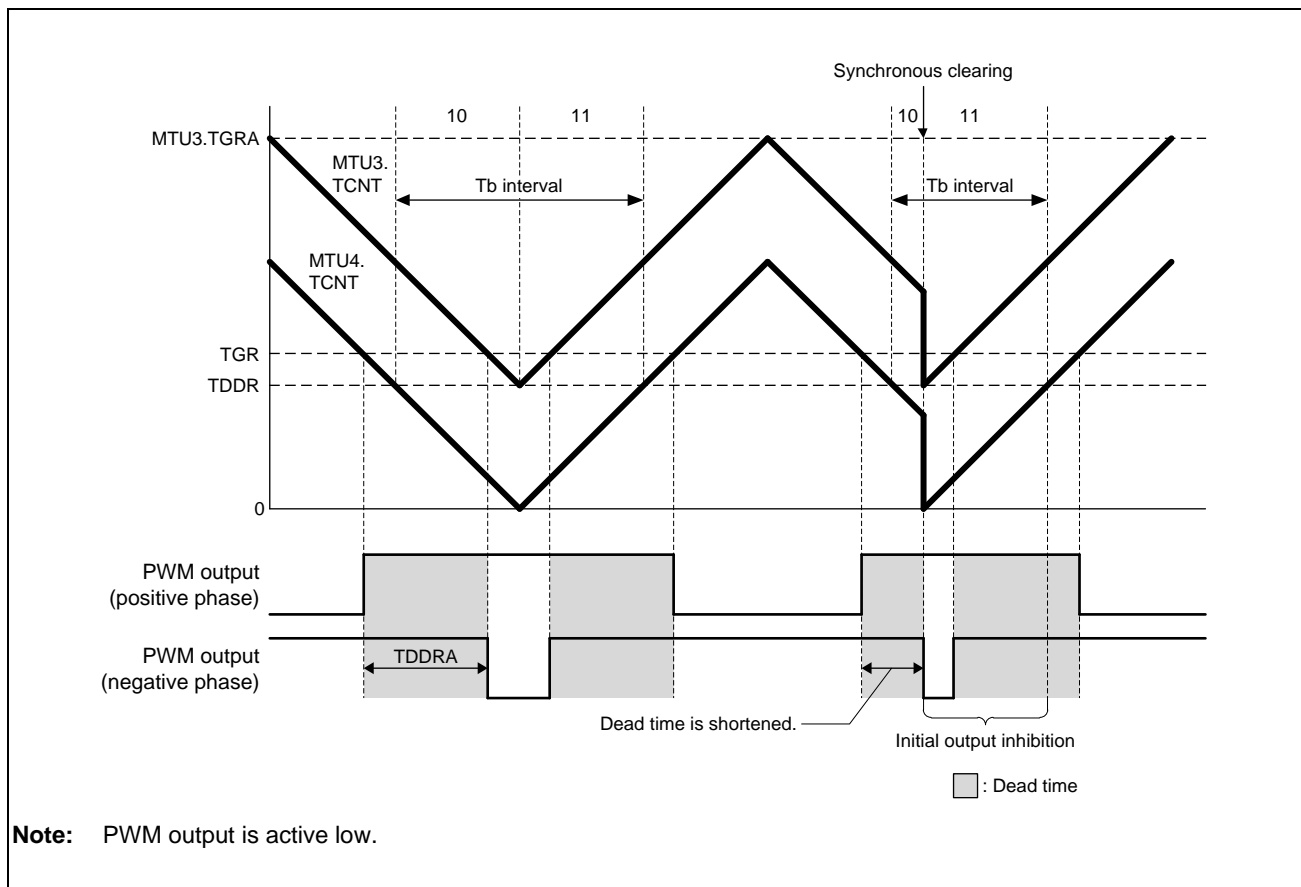 Synchronous clearing
10
11
10
11
MTU3.TGRA
MTU3.
TCNT
Tb interval
Tb interval
MTU4.
TCNT
TGR
TDDR
0
PWM output
(positive phase)
PWM output
(negative phase)
TDDRA
Dead time is shortened.
Initial output inhibition
: Dead time
Note: PWM output is active low.